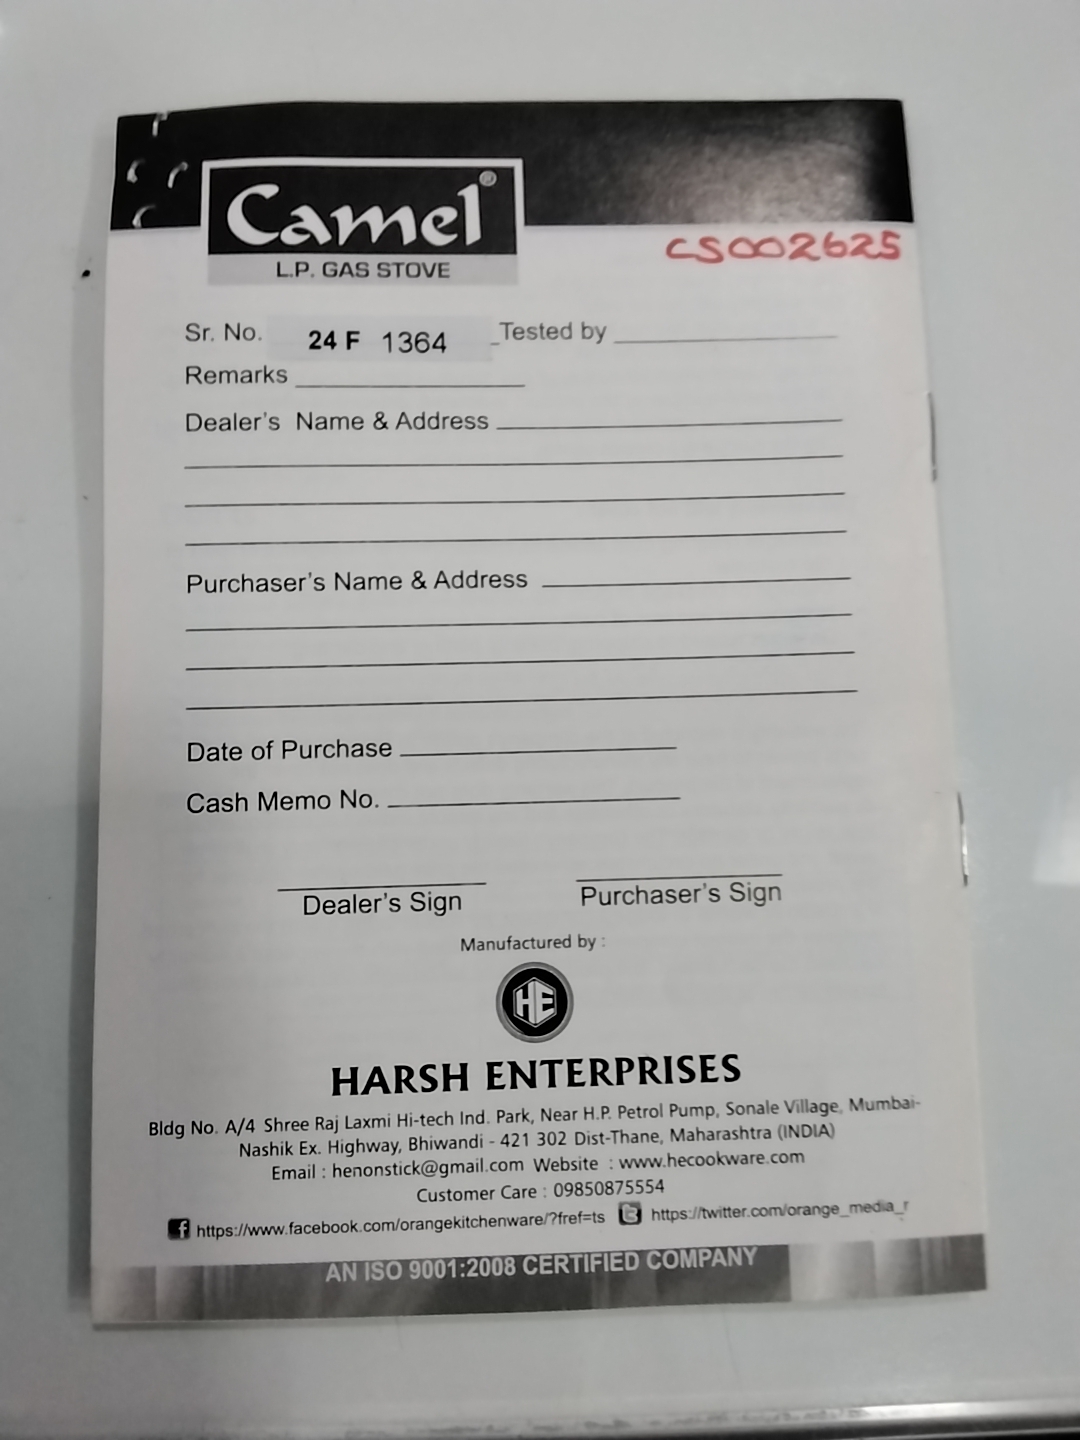 Camel®
L.P. GAS STOVE
CS002625
Sr. No. 24 F 1364 Tested by
Remarks
Dealer's Name & Address
Purchaser's Name & Address
Date of Purchase
Cash Memo No.
Dealer's Sign Purchaser's Sign
Manufactured by :
HE
HARSH ENTERPRISES
Bldg No. A/4 Shree Raj Laxmi Hi-tech Ind. Park, Near H.P. Petrol Pump, Sonale Village, Mumbai-
Nashik Ex. Highway, Bhiwandi - 421 302 Dist-Thane, Maharashtra (INDIA)
Email : henonstick@gmail.com Website : www.hecookware.com
Customer Care : 09850875554
f https://www.facebook.com/orangekitchenware/?fref=ts t https://twitter.com/orange_media_r
AN ISO 9001:2008 CERTIFIED COMPANY